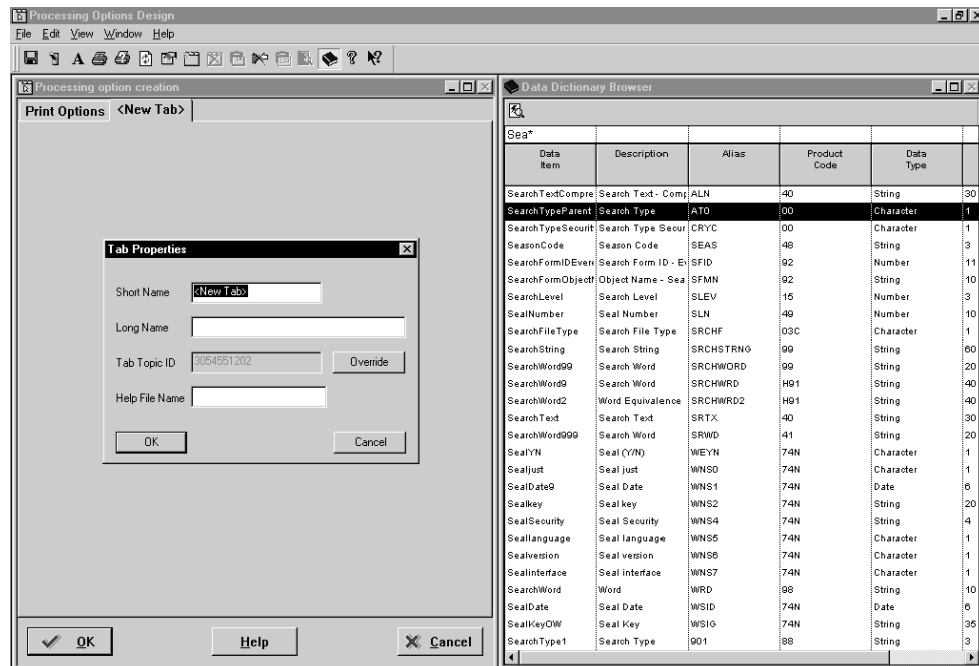 Processing Options Design
File Edit View Window Help
Processing option creation
Print Options <New Tab>
Tab Properties
Short Name <New Tab>
Long Name
Tab Topic ID 3054551202 Override
Help File Name
OK Cancel
OK Help Cancel
Data Dictionary Browser
Sea*
Data Item Description Alias Product Code Data Type
SearchTextCompre Search Text - Comp ALN 40 String 30
SearchTypeParent Search Type AT0 00 Character 1
SearchTypeSecurit Search Type Secur CRYC 00 Character 1
SeasonCode Season Code SEAS 48 String 3
SearchFormIDEvere Search Form ID - Ev SFID 92 Number 11
SearchFormObjectN Object Name - Sea SFMN 92 String 10
SearchLevel Search Level SLEV 15 Number 3
SealNumber Seal Number SLN 49 Number 10
SearchFileType Search File Type SRCHF 03C Character 1
SearchString Search String SRCHSTRNG 99 String 60
SearchWord99 Search Word SRCHWORD 99 String 20
SearchWord9 Search Word SRCHWRD H91 String 40
SearchWord2 Word Equivalence SRCHWRD2 H91 String 40
SearchText Search Text SRTX 40 String 30
SearchWord999 Search Word SRWD 41 String 20
SealYN Seal (Y/N) WEYN 74N Character 1
Sealjust Seal just WNS0 74N Character 1
SealDate9 Seal Date WNS1 74N Date 6
Sealkey Seal key WNS2 74N String 20
SealSecurity Seal Security WNS4 74N String 4
Seallanguage Seal language WNS5 74N Character 1
Sealversion Seal version WNS6 74N Character 1
Sealinterface Seal interface WNS7 74N Character 1
SearchWord Word WRD 98 String 10
SealDate Seal Date WSID 74N Date 6
SealKeyOW Seal Key WSIG 74N String 35
SearchType1 Search Type 901 88 String 3